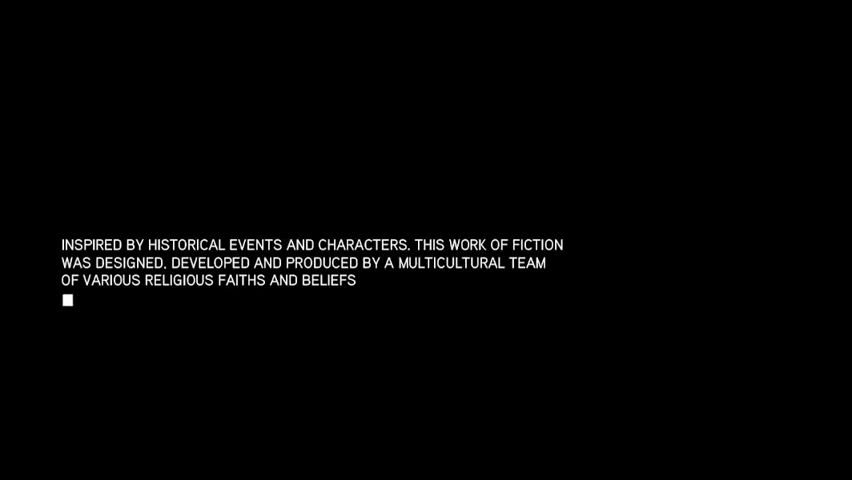 INSPIRED BY HISTORICAL EVENTS AND CHARACTERS. THIS WORK OF FICTION
WAS DESIGNED, DEVELOPED AND PRODUCED BY A MULTICULTURAL TEAM
OF VARIOUS RELIGIOUS FAITHS AND BELIEFS